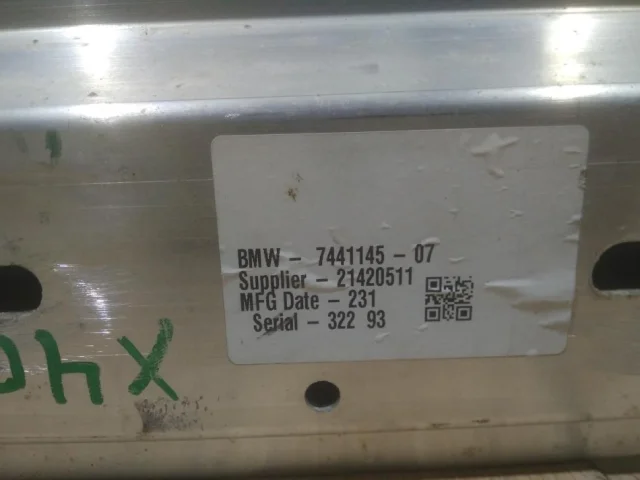 BMW - 7441145 - 07
Supplier - 21420511
MFG Date - 231
Serial - 322 93